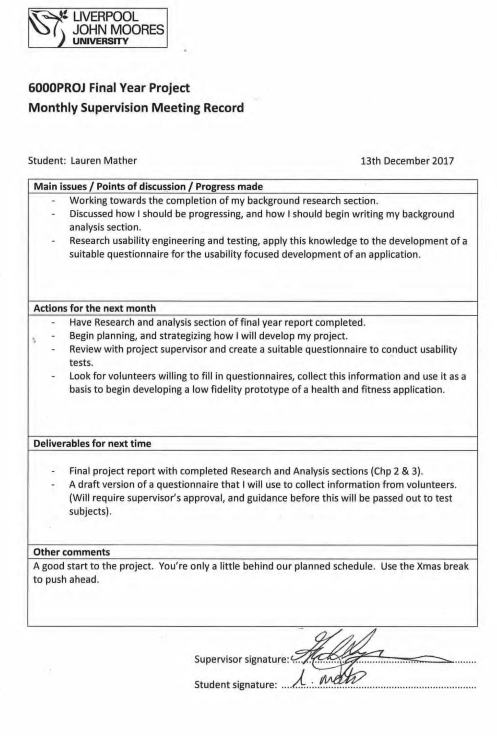 LIVERPOOL
JOHN MOORES
UNIVERSITY
6000PROJ Final Year Project
Monthly Supervision Meeting Record
Student: Lauren Mather 13th December 2017
Main issues / Points of discussion / Progress made
- Working towards the completion of my background research section.
- Discussed how I should be progressing, and how I should begin writing my background
analysis section.
- Research usability engineering and testing, apply this knowledge to the development of a
suitable questionnaire for the usability focused development of an application.
Actions for the next month
- Have Research and analysis section of final year report completed.
- Begin planning, and strategizing how I will develop my project.
- Review with project supervisor and create a suitable questionnaire to conduct usability
tests.
- Look for volunteers willing to fill in questionnaires, collect this information and use it as a
basis to begin developing a low fidelity prototype of a health and fitness application.
Deliverables for next time
- Final project report with completed Research and Analysis sections (Chp 2 & 3).
- A draft version of a questionnaire that I will use to collect information from volunteers.
(Will require supervisor's approval, and guidance before this will be passed out to test
subjects).
Other comments
A good start to the project. You're only a little behind our planned schedule. Use the Xmas break
to push ahead.
Supervisor signature:
Student signature: